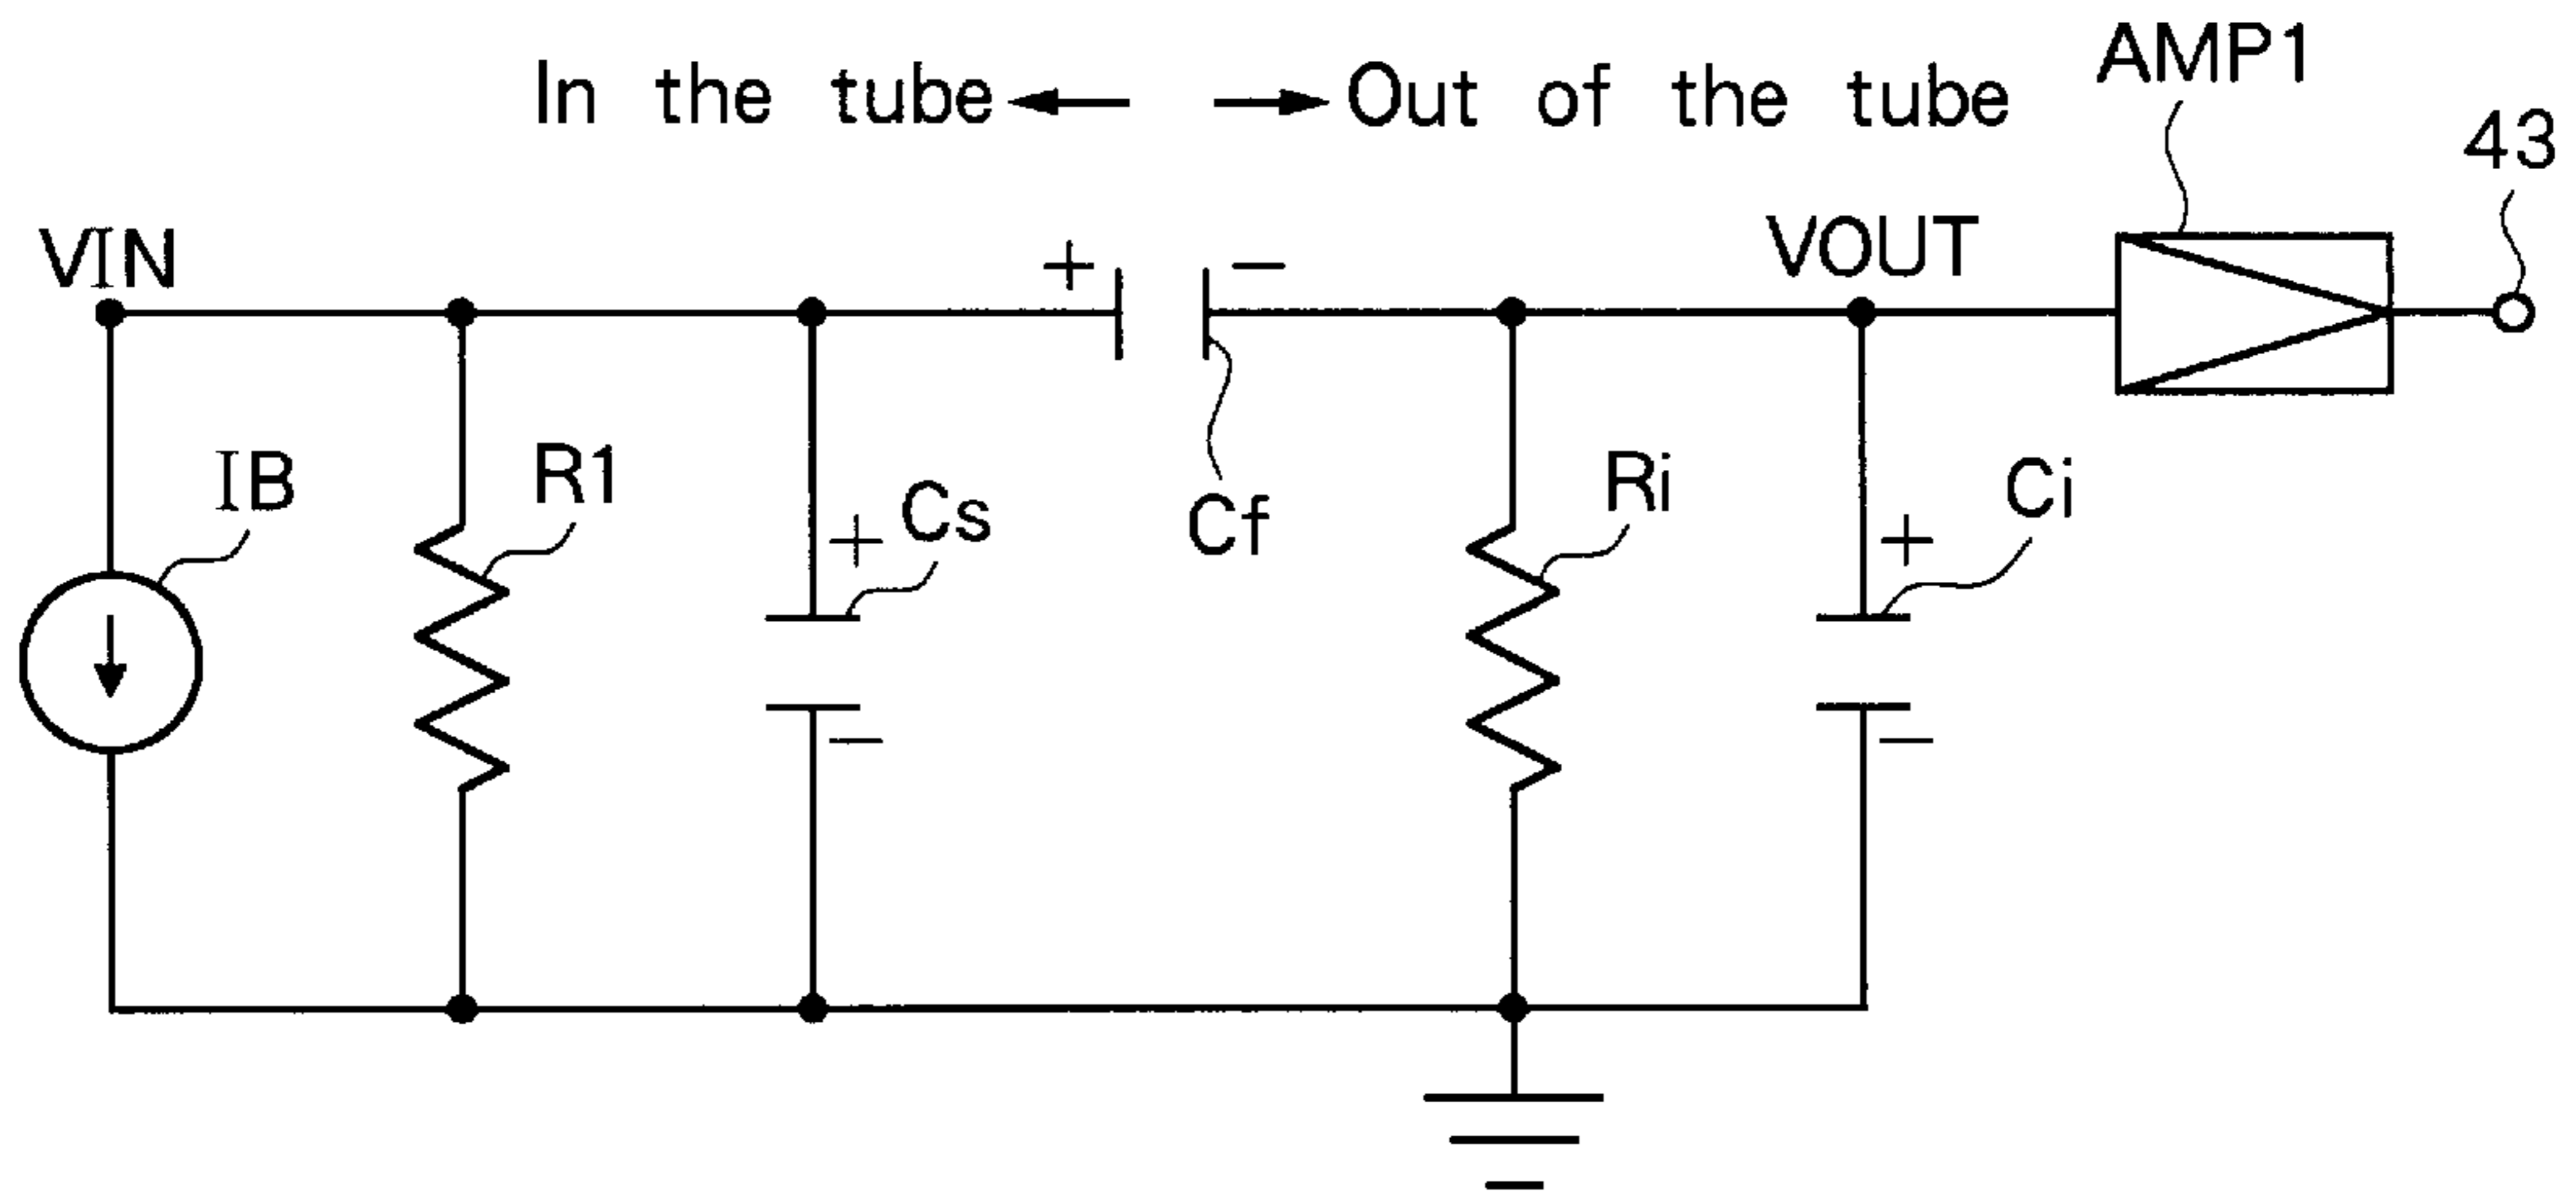 In the tube
Out of the tube
AMP1
43
VIN
+
−
VOUT
IB
R1
+ Cs
−
Cf
Ri
+
Ci
−